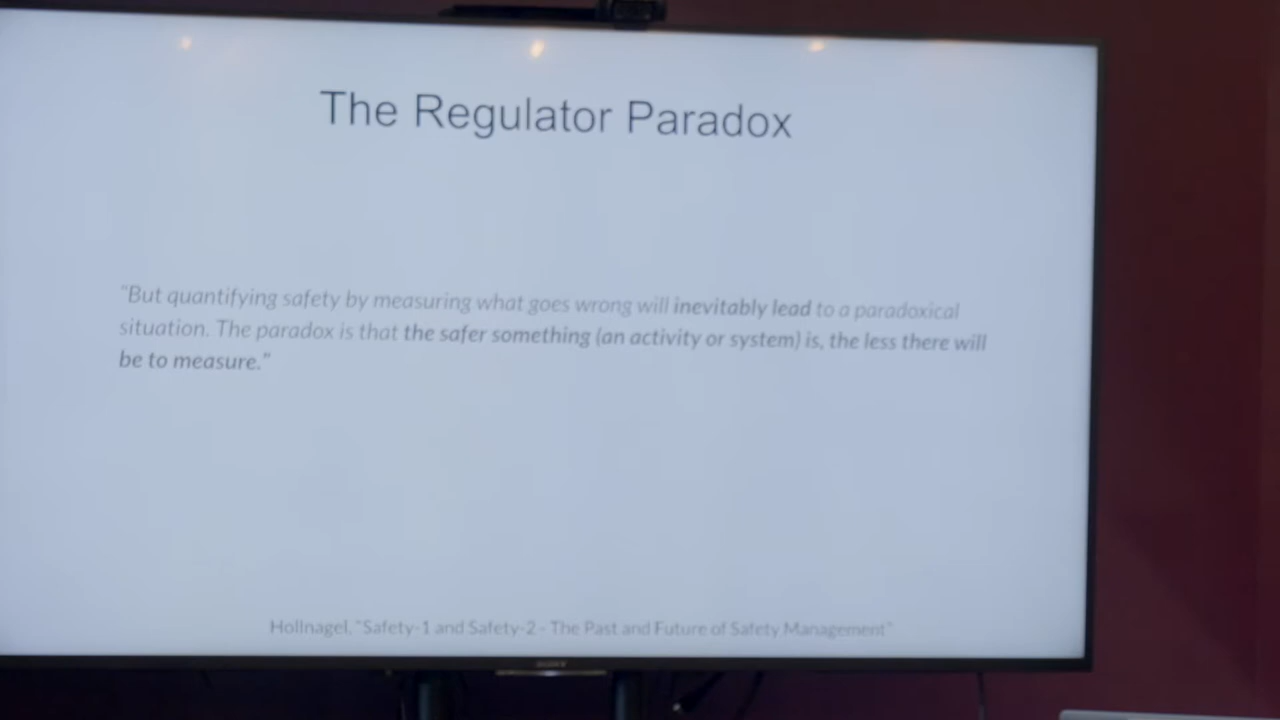 The Regulator Paradox
"But quantifying safety by measuring what goes wrong will inevitably lead to a paradoxical
situation. The paradox is that the safer something (an activity or system) is, the less there will
be to measure."
Hollnagel, "Safety-1 and Safety-2 - The Past and Future of Safety Management"
SONY